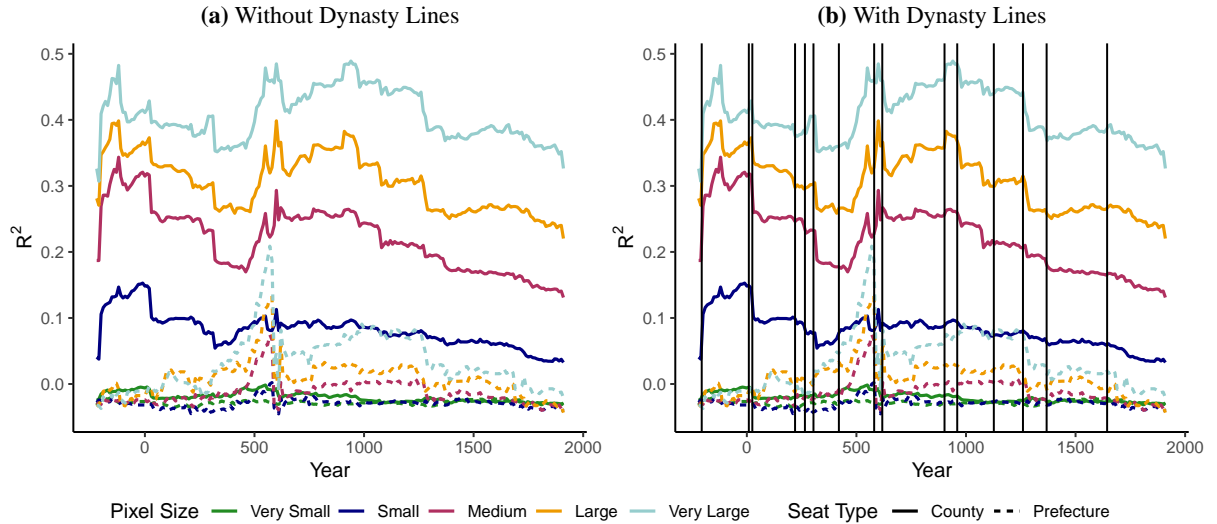 (a) Without Dynasty Lines
(b) With Dynasty Lines
0.5
0.4
0.3
0.2
0.1
0.0
R²
0 500 1000 1500 2000
Year
0.5
0.4
0.3
0.2
0.1
0.0
R²
0 500 1000 1500 2000
Year
Pixel Size Very Small Small Medium Large Very Large Seat Type County Prefecture